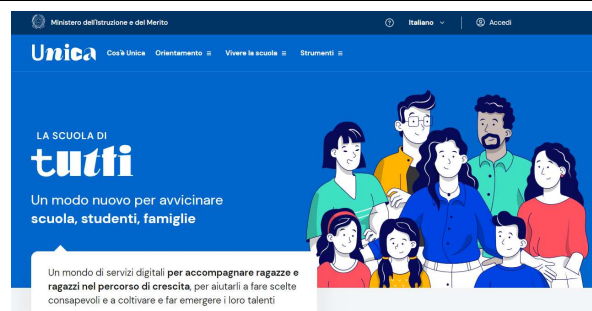 Ministero dell'Istruzione e del Merito
Italiano
Accedi
Unica
Cos'è Unica
Orientamento
Vivere la scuola
Strumenti
LA SCUOLA DI
tutti
Un modo nuovo per avvicinare
scuola, studenti, famiglie
Un mondo di servizi digitali per accompagnare ragazze e
ragazzi nel percorso di crescita, per aiutarli a fare scelte
consapevoli e a coltivare e far emergere i loro talenti